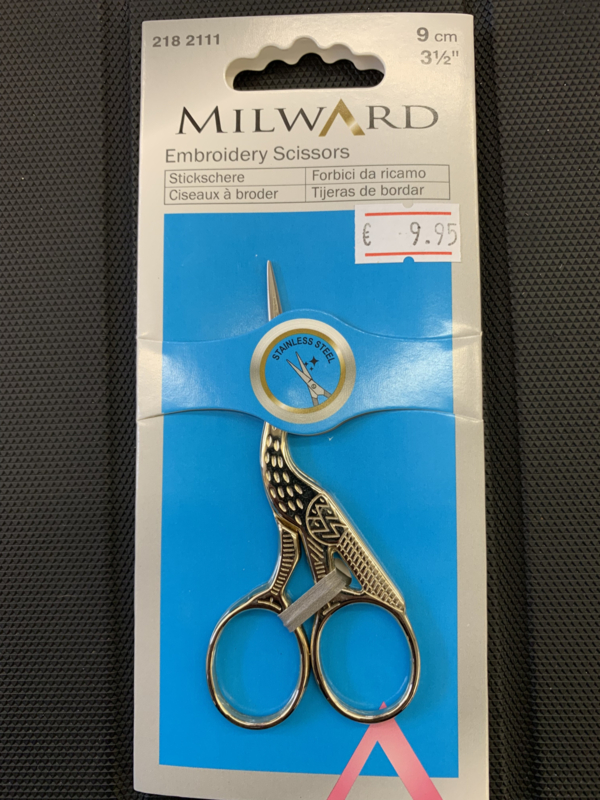 218 2111
9 cm
3½"
MILWARD
Embroidery Scissors
Stickschere
Forbici da ricamo
Ciseaux à broder
Tijeras de bordar
€ 9.95
STAINLESS STEEL